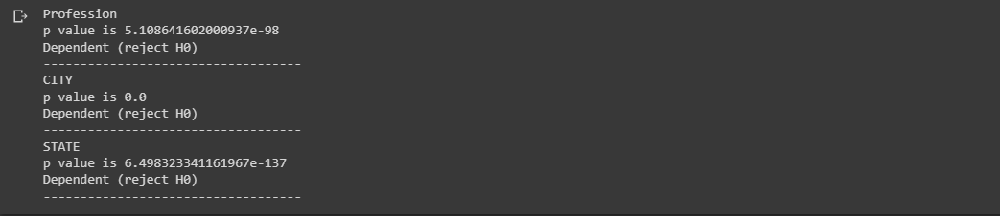 Profession
p value is 5.108641602000937e-98
Dependent (reject H0)
-----------------------------------
CITY
p value is 0.0
Dependent (reject H0)
-----------------------------------
STATE
p value is 6.498323341161967e-137
Dependent (reject H0)
-----------------------------------